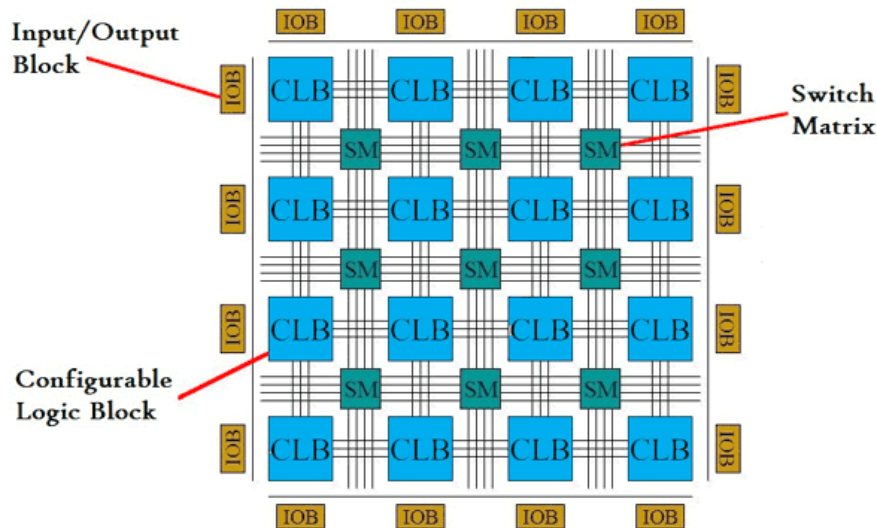 IOB IOB IOB IOB
Input/Output
Block
IOB CLB CLB CLB CLB IOB
Switch
Matrix
SM SM SM
IOB CLB CLB CLB CLB IOB
SM SM SM
IOB CLB CLB CLB CLB IOB
Configurable
Logic Block
SM SM SM
IOB CLB CLB CLB CLB IOB
IOB IOB IOB IOB